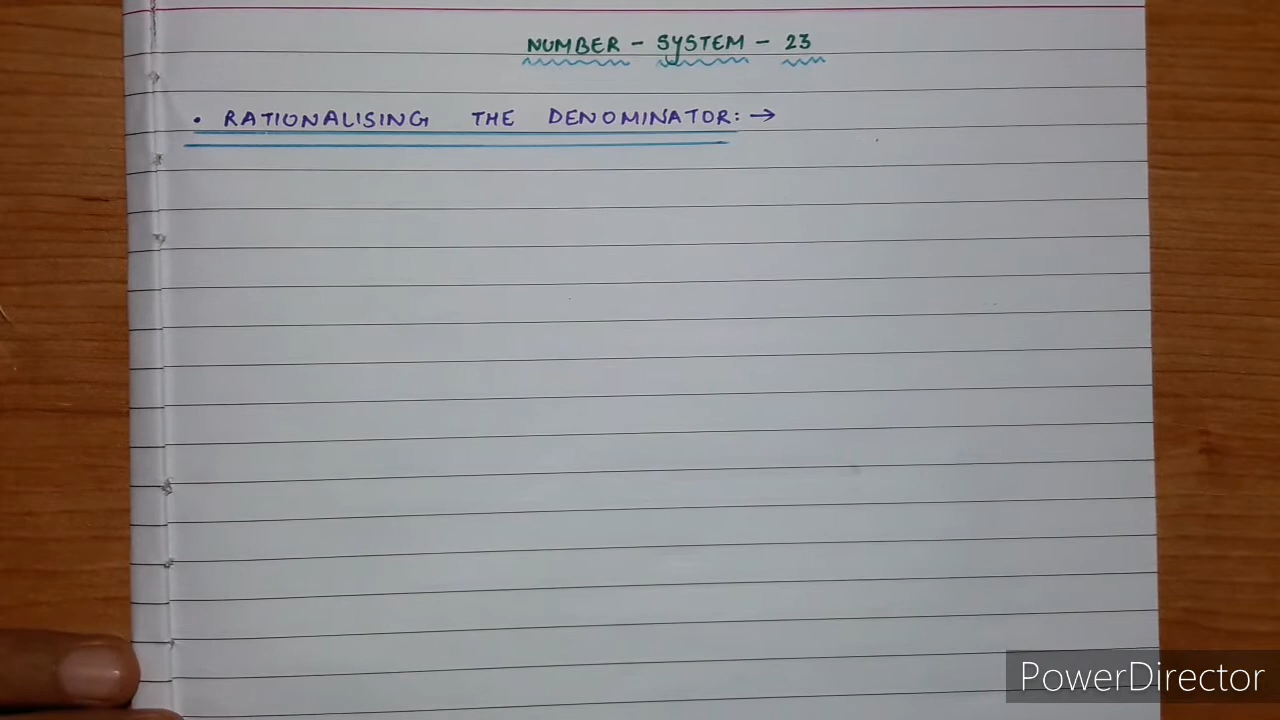 NUMBER - SYSTEM - 23
• RATIONALISING THE DENOMINATOR: →
PowerDirector